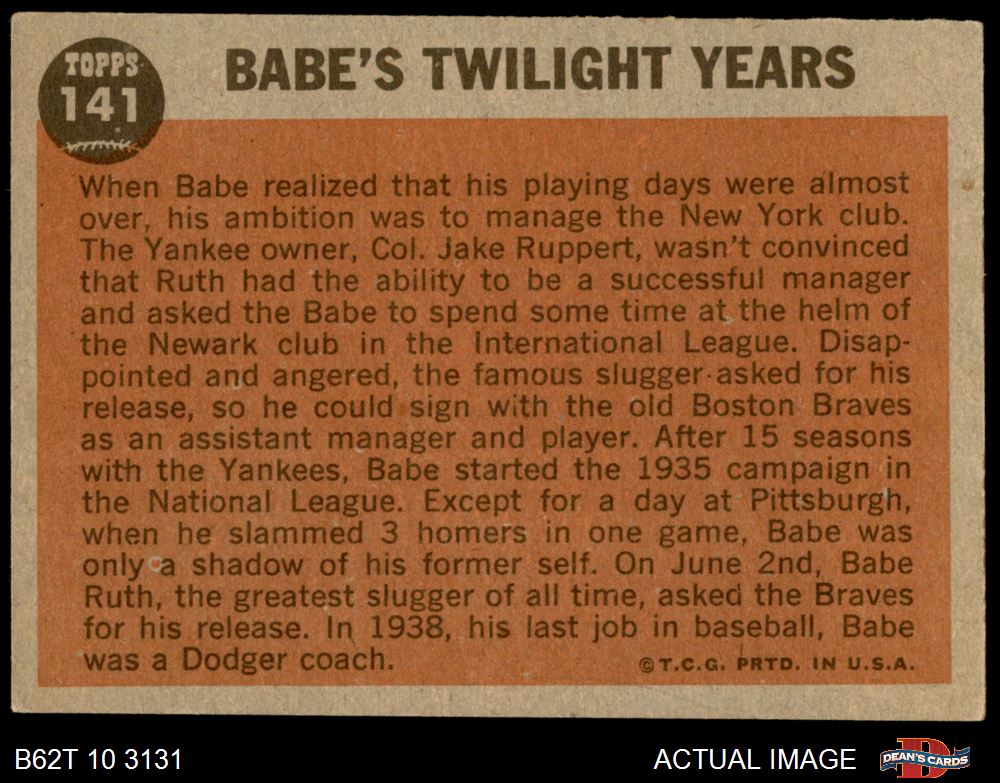 TOPPS
141
BABE'S TWILIGHT YEARS
When Babe realized that his playing days were almost
over, his ambition was to manage the New York club.
The Yankee owner, Col. Jake Ruppert, wasn't convinced
that Ruth had the ability to be a successful manager
and asked the Babe to spend some time at the helm of
the Newark club in the International League. Disap-
pointed and angered, the famous slugger asked for his
release, so he could sign with the old Boston Braves
as an assistant manager and player. After 15 seasons
with the Yankees, Babe started the 1935 campaign in
the National League. Except for a day at Pittsburgh,
when he slammed 3 homers in one game, Babe was
only a shadow of his former self. On June 2nd, Babe
Ruth, the greatest slugger of all time, asked the Braves
for his release. In 1938, his last job in baseball, Babe
was a Dodger coach.
©T.C.G. PRTD. IN U.S.A.
B62T 10 3131
ACTUAL IMAGE
DEAN'S CARDS